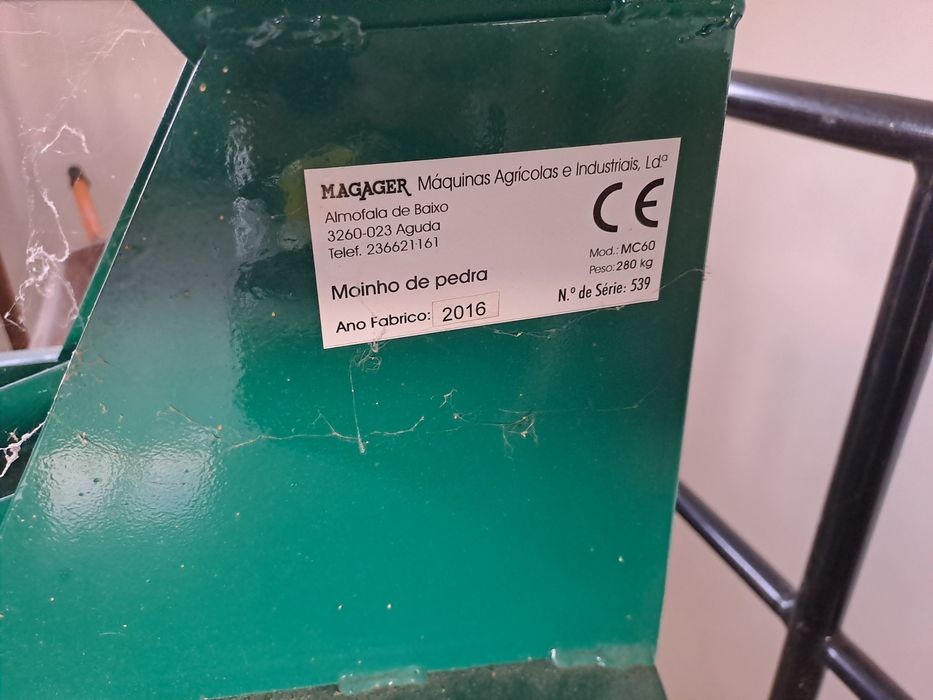 MAGAGER Máquinas Agrícolas e Industriais, Ldª
Almofala de Baixo
3260-023 Aguda
Telef. 236621161
CE
Mod.: MC60
Peso: 280 kg
Moinho de pedra
N.º de Série: 539
Ano Fabrico: 2016